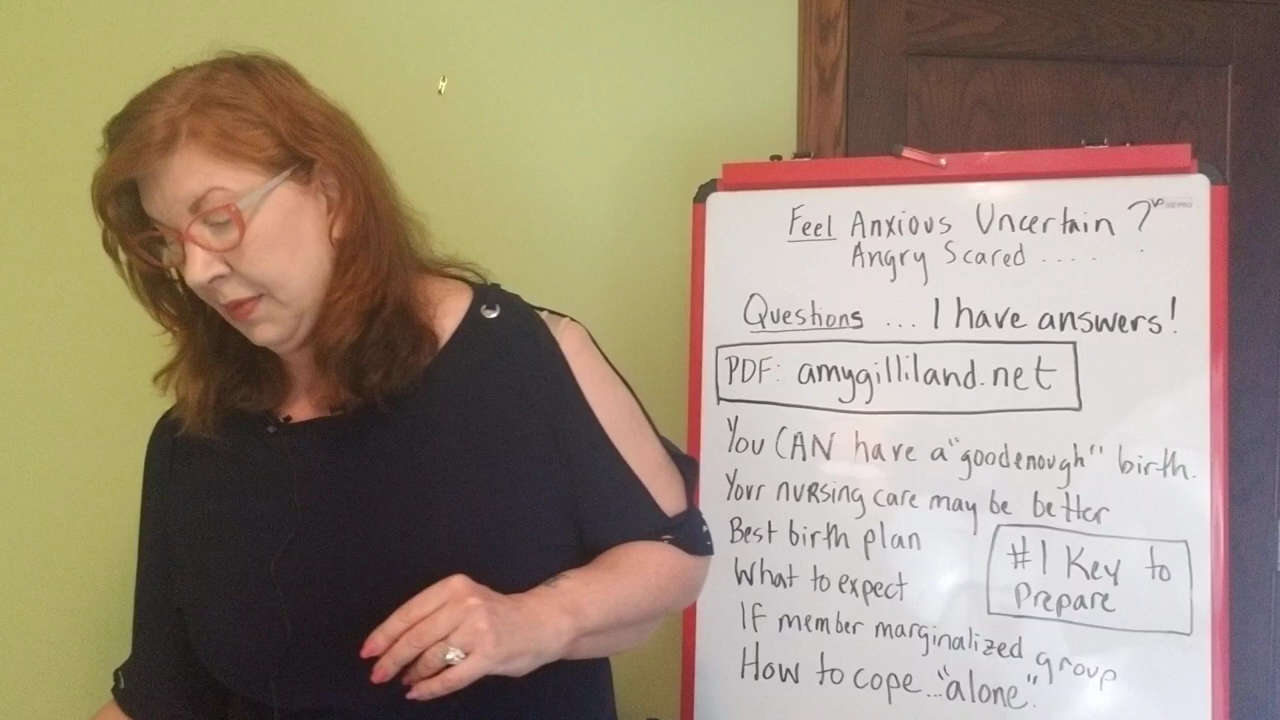 Feel Anxious Uncertain ?
Angry Scared .....
Questions ... I have answers!
PDF: amygilliland.net
You CAN have a "goodenough" birth.
Your nursing care may be better
Best birth plan
What to expect
#1 Key to
Prepare
If member marginalized group
How to cope..."alone".